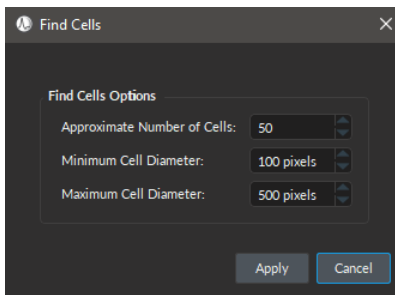 Find Cells
Find Cells Options
Approximate Number of Cells: 50
Minimum Cell Diameter: 100 pixels
Maximum Cell Diameter: 500 pixels
Apply Cancel